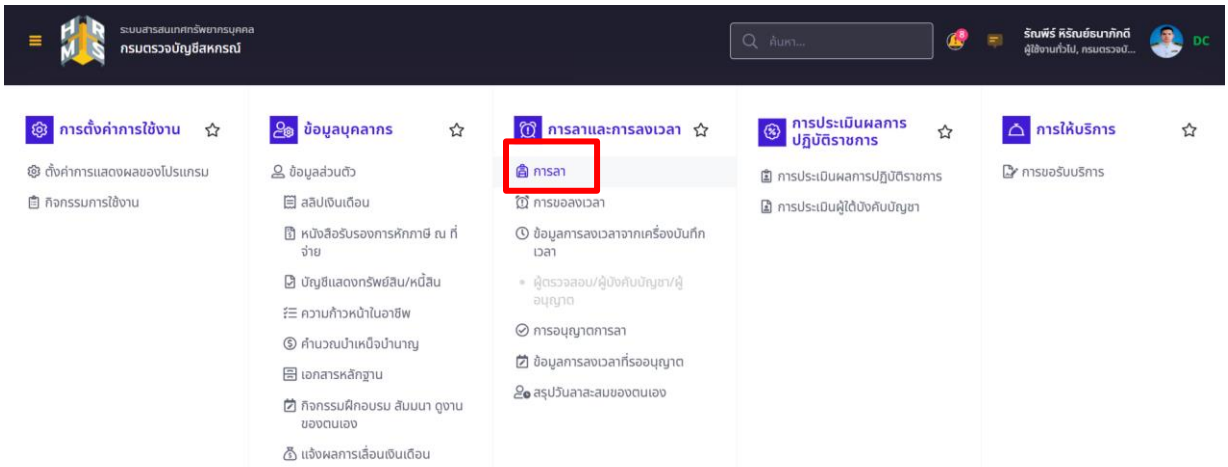 HR
MIS
ระบบสารสนเทศทรัพยากรบุคคล
กรมตรวจบัญชีสหกรณ์
ค้นหา...
8
ธัณพีร์ หิรัณย์ธนาภักดี
ผู้ใช้งานทั่วไป, กรมตรวจบั...
DC
การตั้งค่าการใช้งาน
ตั้งค่าการแสดงผลของโปรแกรม
กิจกรรมการใช้งาน
ข้อมูลบุคลากร
ข้อมูลส่วนตัว
สลิปเงินเดือน
หนังสือรับรองการหักภาษี ณ ที่
จ่าย
บัญชีแสดงทรัพย์สิน/หนี้สิน
ความก้าวหน้าในอาชีพ
คำนวณบำเหน็จบำนาญ
เอกสารหลักฐาน
กิจกรรมฝึกอบรม สัมมนา ดูงาน
ของตนเอง
แจ้งผลการเลื่อนเงินเดือน
การลาและการลงเวลา
การลา
การขอลงเวลา
ข้อมูลการลงเวลาจากเครื่องบันทึก
เวลา
ผู้ตรวจสอบ/ผู้บังคับบัญชา/ผู้
อนุญาต
การอนุญาตการลา
ข้อมูลการลงเวลาที่รออนุญาต
สรุปวันลาสะสมของตนเอง
การประเมินผลการ
ปฏิบัติราชการ
การประเมินผลการปฏิบัติราชการ
การประเมินผู้ใต้บังคับบัญชา
การให้บริการ
การขอรับบริการ